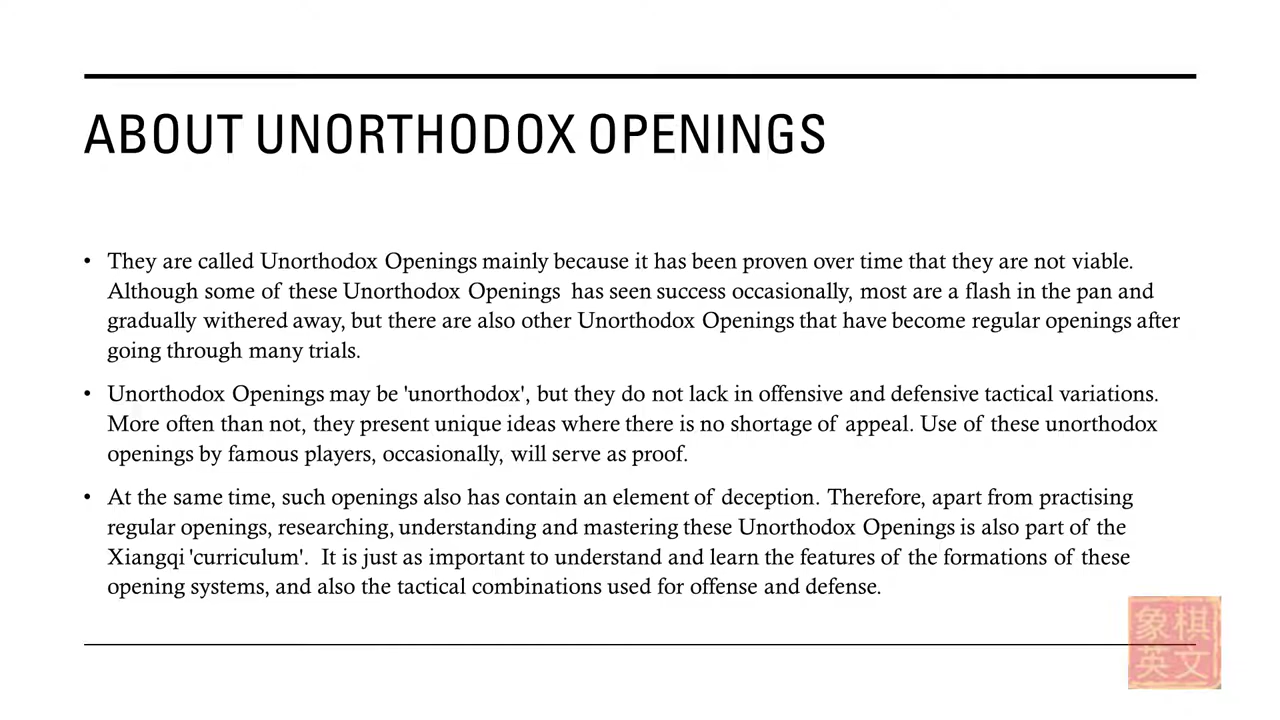 ABOUT UNORTHODOX OPENINGS
• They are called Unorthodox Openings mainly because it has been proven over time that they are not viable.
Although some of these Unorthodox Openings has seen success occasionally, most are a flash in the pan and
gradually withered away, but there are also other Unorthodox Openings that have become regular openings after
going through many trials.
• Unorthodox Openings may be 'unorthodox', but they do not lack in offensive and defensive tactical variations.
More often than not, they present unique ideas where there is no shortage of appeal. Use of these unorthodox
openings by famous players, occasionally, will serve as proof.
• At the same time, such openings also has contain an element of deception. Therefore, apart from practising
regular openings, researching, understanding and mastering these Unorthodox Openings is also part of the
Xiangqi 'curriculum'. It is just as important to understand and learn the features of the formations of these
opening systems, and also the tactical combinations used for offense and defense.
象棋
英文